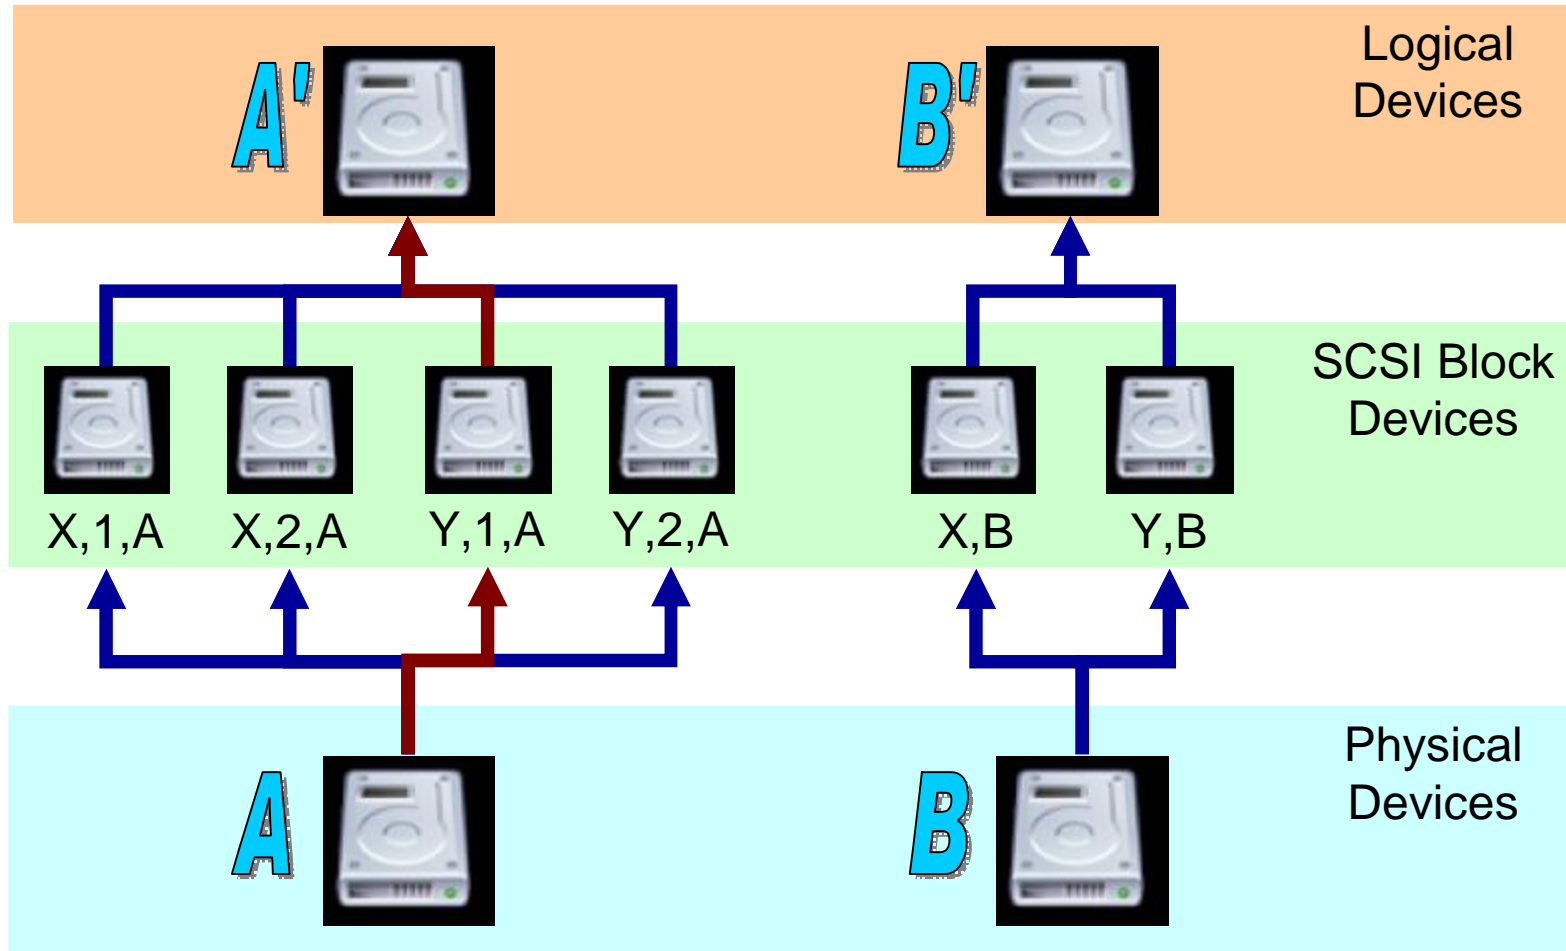 A'
B'
Logical
Devices
SCSI Block
Devices
X,1,A
X,2,A
Y,1,A
Y,2,A
X,B
Y,B
Physical
Devices
A
B